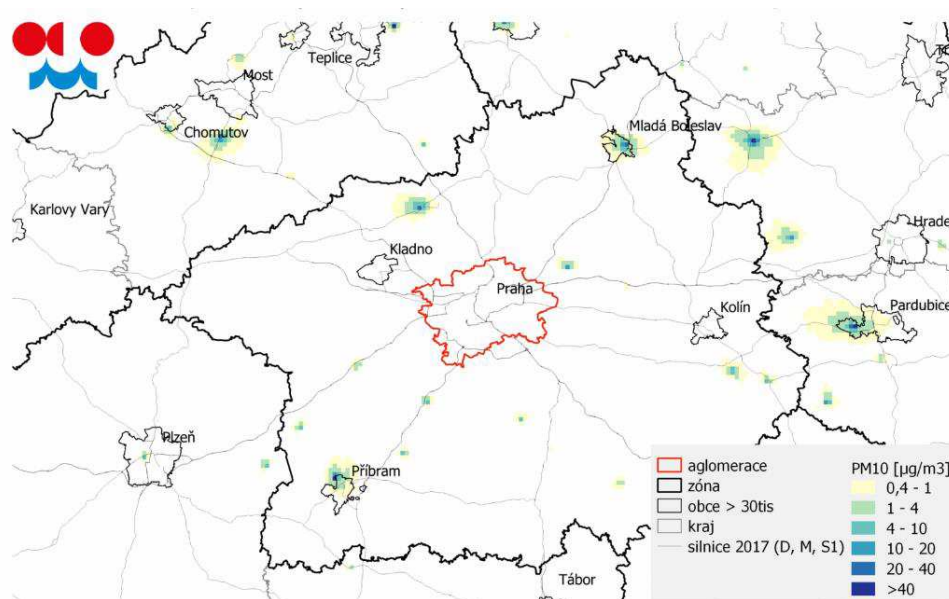 Teplice
Most
Chomutov
Mladá Boleslav
Karlovy Vary
Hrade
Kladno
Praha
Kolín
Pardubice
Plzeň
Příbram
Tábor
aglomerace
zóna
obce > 30tis
kraj
silnice 2017 (D, M, S1)
PM10 [µg/m3]
0,4 - 1
1 - 4
4 - 10
10 - 20
20 - 40
>40